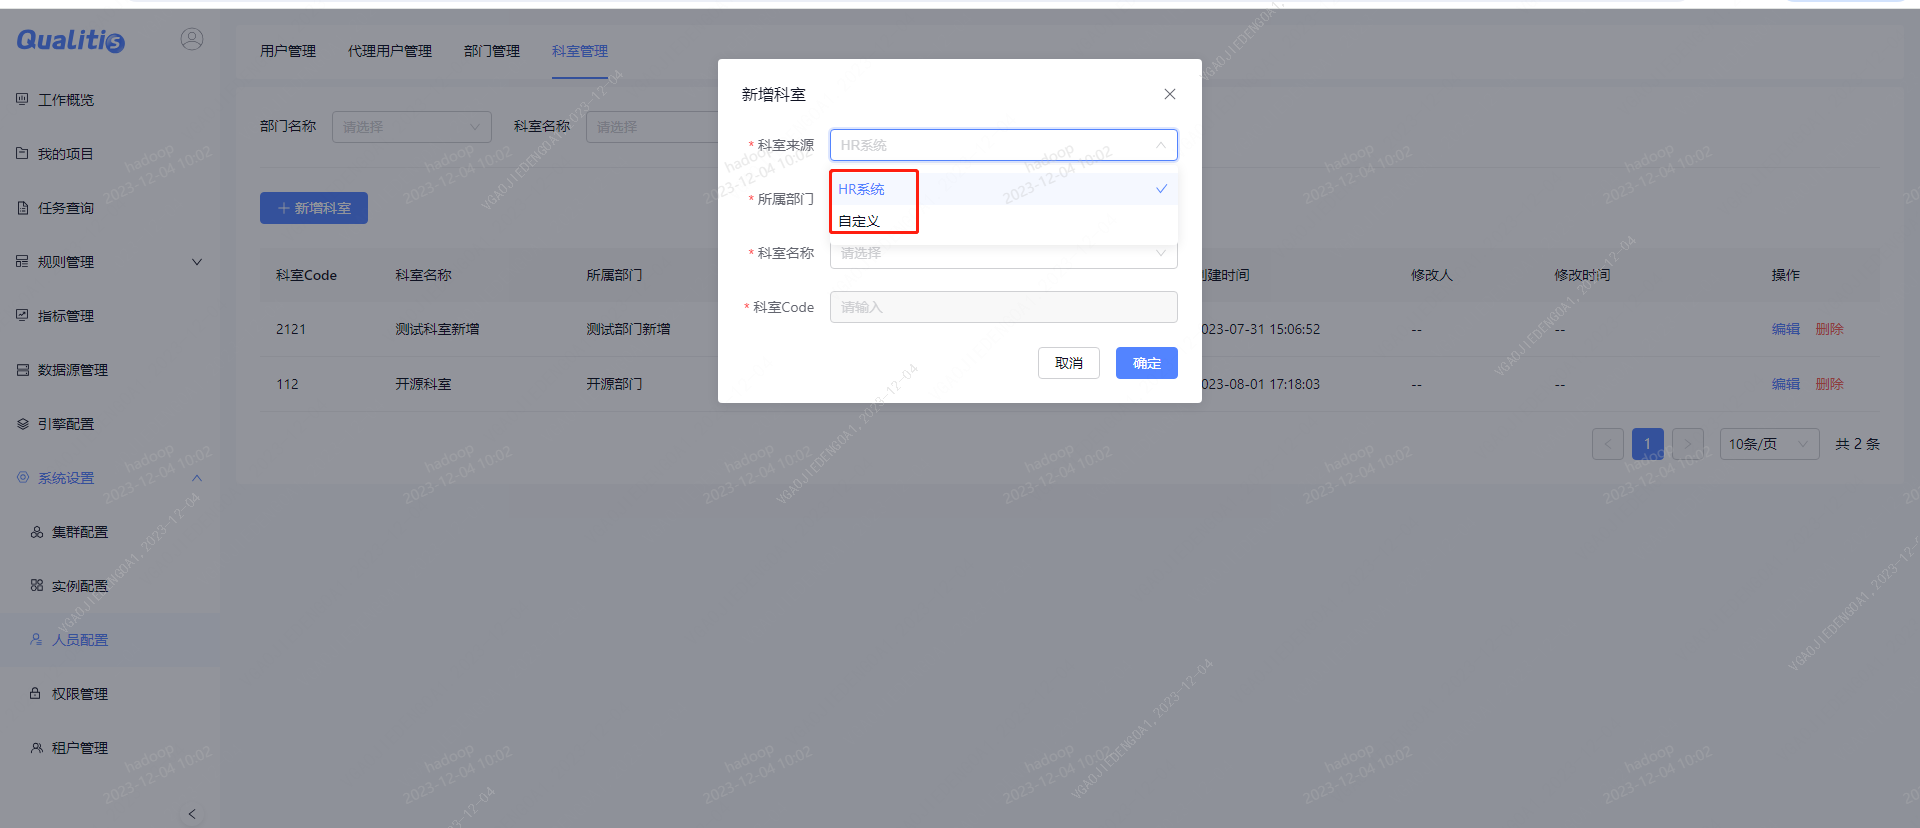 Qualitis
工作概览
我的项目
任务查询
规则管理
指标管理
数据源管理
引擎配置
系统设置
集群配置
实例配置
人员配置
权限管理
租户管理
用户管理 代理用户管理 部门管理 科室管理
部门名称 请选择 科室名称 请选择
新增科室
科室Code 科室名称 所属部门 创建时间 修改人 修改时间 操作
2121 测试科室新增 测试部门新增 023-07-31 15:06:52 -- -- 编辑 删除
112 开源科室 开源部门 023-08-01 17:18:03 -- -- 编辑 删除
1 10条/页 共 2 条
新增科室
* 科室来源 HR系统
HR系统
自定义
* 所属部门
* 科室名称 请选择
* 科室Code 请输入
取消 确定
hadoop
2023-12-04 10:02
VGAOJIEDENGOA1,2023-12-04